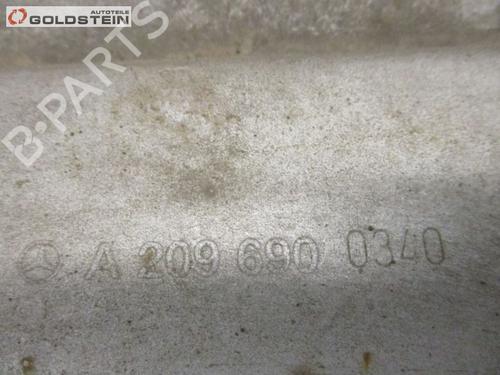 AUTOTEILE
GOLDSTEIN
B-PARTS
A 209 690 0340